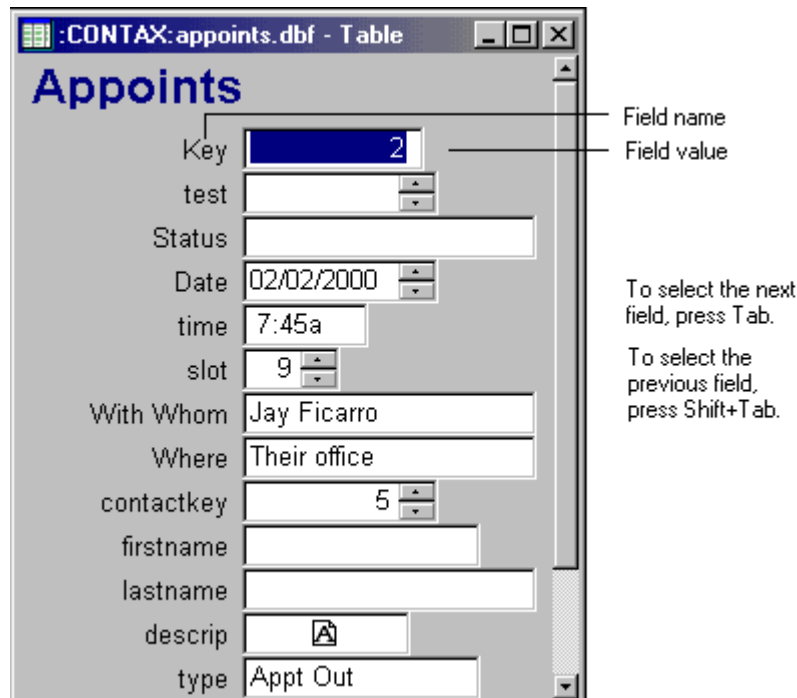 :CONTAX:appoints.dbf - Table
Appoints
Field name
Key 2
Field value
test
Status
Date 02/02/2000
To select the next
field, press Tab.
time 7:45a
To select the
previous field,
press Shift+Tab.
slot 9
With Whom Jay Ficarro
Where Their office
contactkey 5
firstname
lastname
descrip A
type Appt Out